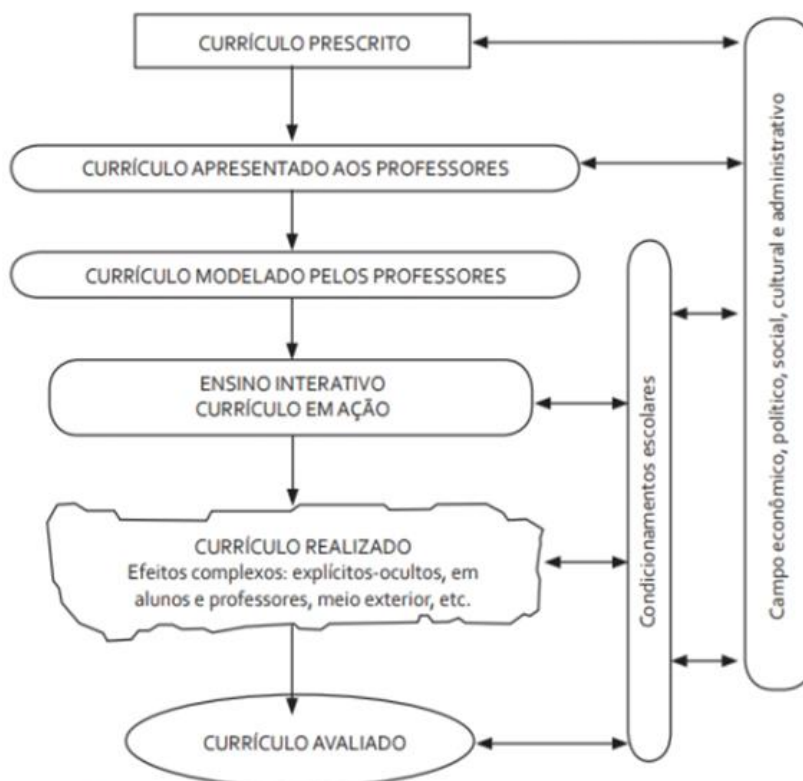 CURRÍCULO PRESCRITO
CURRÍCULO APRESENTADO AOS PROFESSORES
CURRÍCULO MODELADO PELOS PROFESSORES
ENSINO INTERATIVO
CURRÍCULO EM AÇÃO
CURRÍCULO REALIZADO
Efeitos complexos: explícitos-ocultos, em
alunos e professores, meio exterior, etc.
CURRÍCULO AVALIADO
Condicionamentos escolares
Campo econômico, político, social, cultural e administrativo